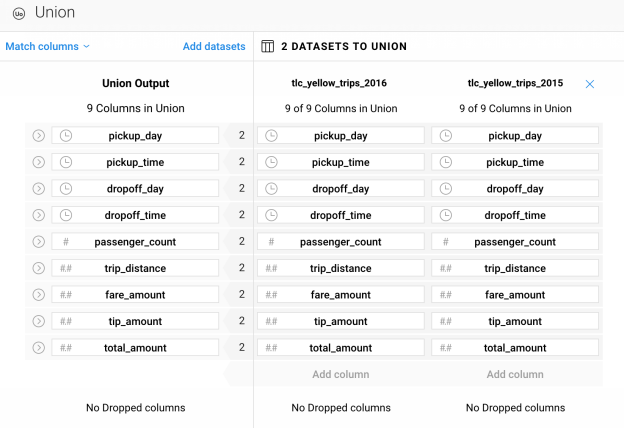 Uo Union
Match columns Add datasets 2 DATASETS TO UNION
Union Output tlc_yellow_trips_2016 tlc_yellow_trips_2015
9 Columns in Union 9 of 9 Columns in Union 9 of 9 Columns in Union
pickup_day 2 pickup_day pickup_day
pickup_time 2 pickup_time pickup_time
dropoff_day 2 dropoff_day dropoff_day
dropoff_time 2 dropoff_time dropoff_time
# passenger_count 2 # passenger_count # passenger_count
#.# trip_distance 2 #.# trip_distance #.# trip_distance
#.# fare_amount 2 #.# fare_amount #.# fare_amount
#.# tip_amount 2 #.# tip_amount #.# tip_amount
#.# total_amount 2 #.# total_amount #.# total_amount
Add column Add column
No Dropped columns No Dropped columns No Dropped columns